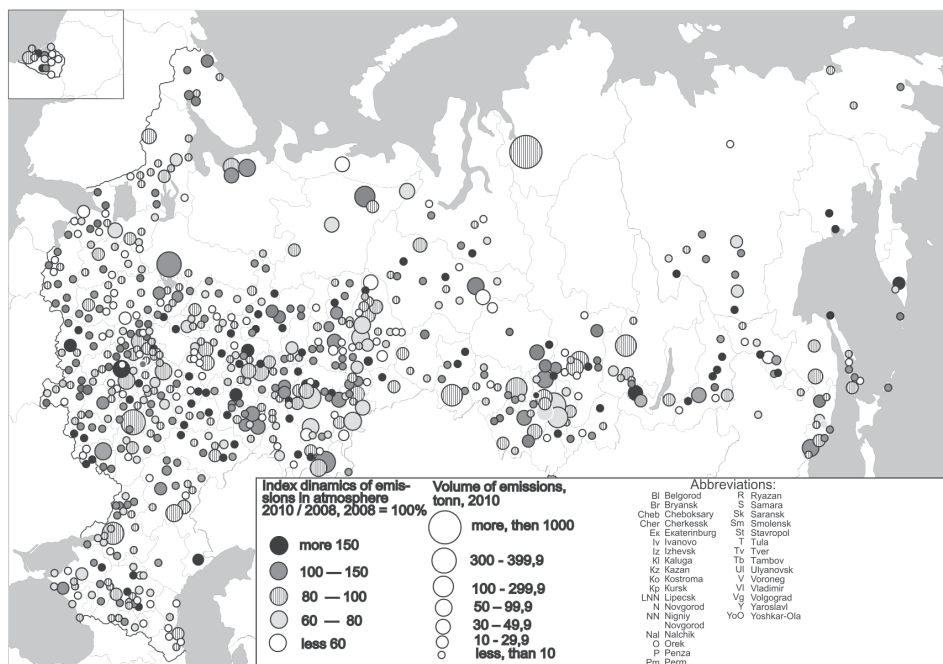 Index dinamics of emis-
sions in atmosphere
2010 / 2008, 2008 = 100%
more 150
100 — 150
80 — 100
60 — 80
less 60
Volume of emissions,
tonn, 2010
more, then 1000
300 - 399,9
100 - 299,9
50 – 99,9
30 – 49,9
10 - 29,9
less, than 10
Abbreviations:
Bl Belgorod
Br Bryansk
Cheb Cheboksary
Cher Cherkessk
Ек Ekaterinburg
Iv Ivanovo
Iz Izhevsk
Kl Kaluga
Kz Kazan
Ko Kostroma
Kp Kursk
LNN Lipecsk
N Novgorod
NN Nigniy
Novgorod
Nal Nalchik
O Orek
P Penza
Pm Perm
R Ryazan
S Samara
Sk Saransk
Sm Smolensk
St Stavropol
T Tula
Tv Tver
Tb Tambov
Ul Ulyanovsk
V Voroneg
Vl Vladimir
Vg Volgograd
Y Yaroslavl
YoO Yoshkar-Ola